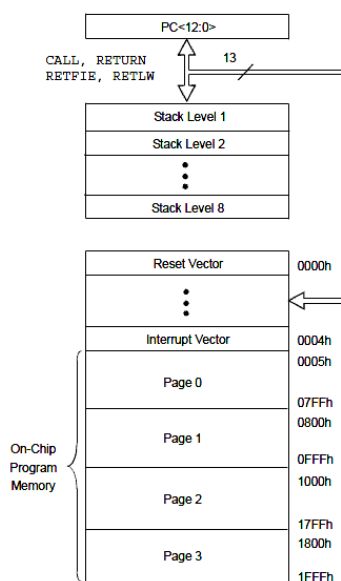 PC<12:0>
CALL, RETURN
RETFIE, RETLW
13
Stack Level 1
Stack Level 2
Stack Level 8
Reset Vector
0000h
Interrupt Vector
0004h
0005h
Page 0
07FFh
0800h
Page 1
0FFFh
On-Chip
Program
Memory
1000h
Page 2
17FFh
1800h
Page 3
1FFFh